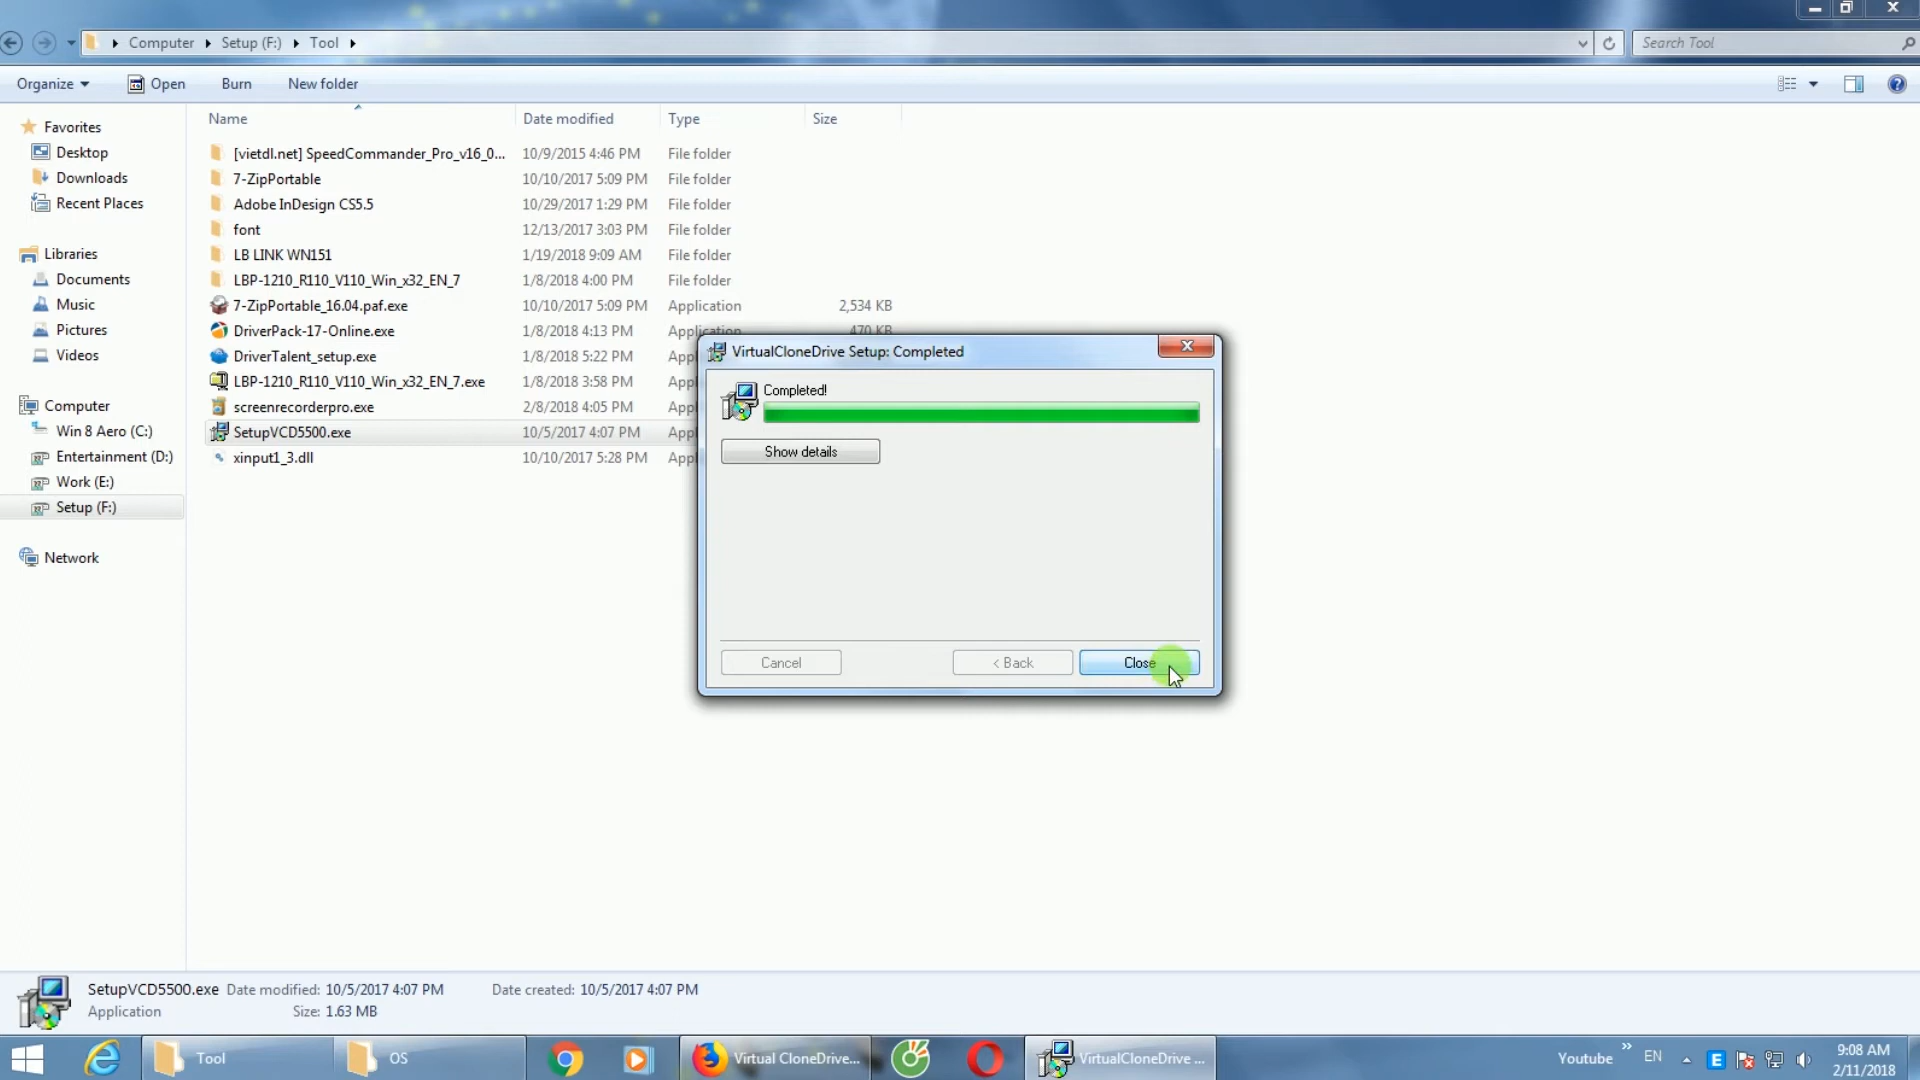 Computer ▸ Setup (F:) ▸ Tool ▸
Search Tool
Organize Open Burn New folder
Name Date modified Type Size
Favorites
Desktop
Downloads
Recent Places
Libraries
Documents
Music
Pictures
Videos
Computer
Win 8 Aero (C:)
Entertainment (D:)
Work (E:)
Setup (F:)
Network
[vietdl.net] SpeedCommander_Pro_v16_0... 10/9/2015 4:46 PM File folder
7-ZipPortable 10/10/2017 5:09 PM File folder
Adobe InDesign CS5.5 10/29/2017 1:29 PM File folder
font 12/13/2017 3:03 PM File folder
LB LINK WN151 1/19/2018 9:09 AM File folder
LBP-1210_R110_V110_Win_x32_EN_7 1/8/2018 4:00 PM File folder
7-ZipPortable_16.04.paf.exe 10/10/2017 5:09 PM Application 2,534 KB
DriverPack-17-Online.exe 1/8/2018 4:13 PM Application 470 KB
DriverTalent_setup.exe 1/8/2018 5:22 PM App
LBP-1210_R110_V110_Win_x32_EN_7.exe 1/8/2018 3:58 PM App
screenrecorderpro.exe 2/8/2018 4:05 PM App
SetupVCD5500.exe 10/5/2017 4:07 PM App
xinput1_3.dll 10/10/2017 5:28 PM App
VirtualCloneDrive Setup: Completed
Completed!
Show details
Cancel < Back Close
SetupVCD5500.exe Date modified: 10/5/2017 4:07 PM Date created: 10/5/2017 4:07 PM
Application Size: 1.63 MB
Tool OS Virtual CloneDrive... VirtualCloneDrive ... Youtube » EN
9:08 AM
2/11/2018